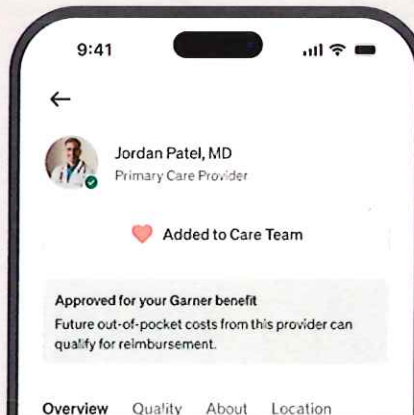 9:41
Jordan Patel, MD
Primary Care Provider
Added to Care Team
Approved for your Garner benefit
Future out-of-pocket costs from this provider can
qualify for reimbursement.
Overview Quality About Location